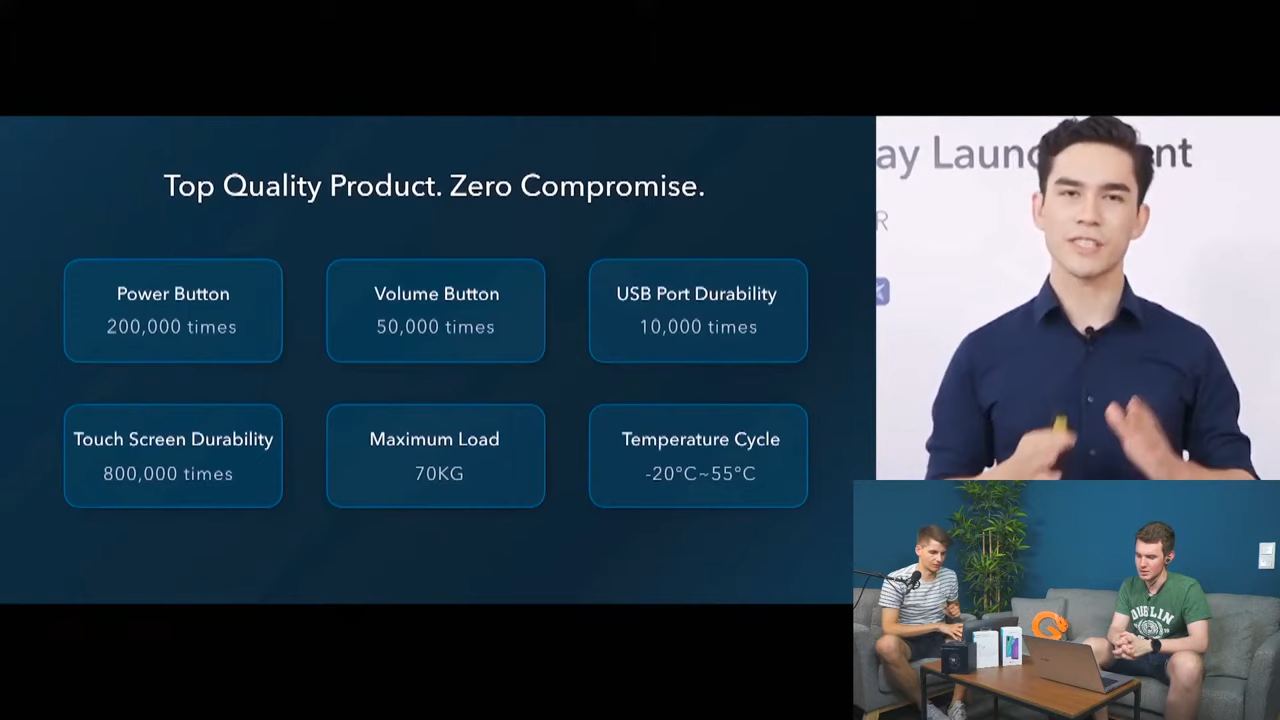 Top Quality Product. Zero Compromise.
Power Button
200,000 times
Volume Button
50,000 times
USB Port Durability
10,000 times
Touch Screen Durability
800,000 times
Maximum Load
70KG
Temperature Cycle
-20°C~55°C
DUBLIN